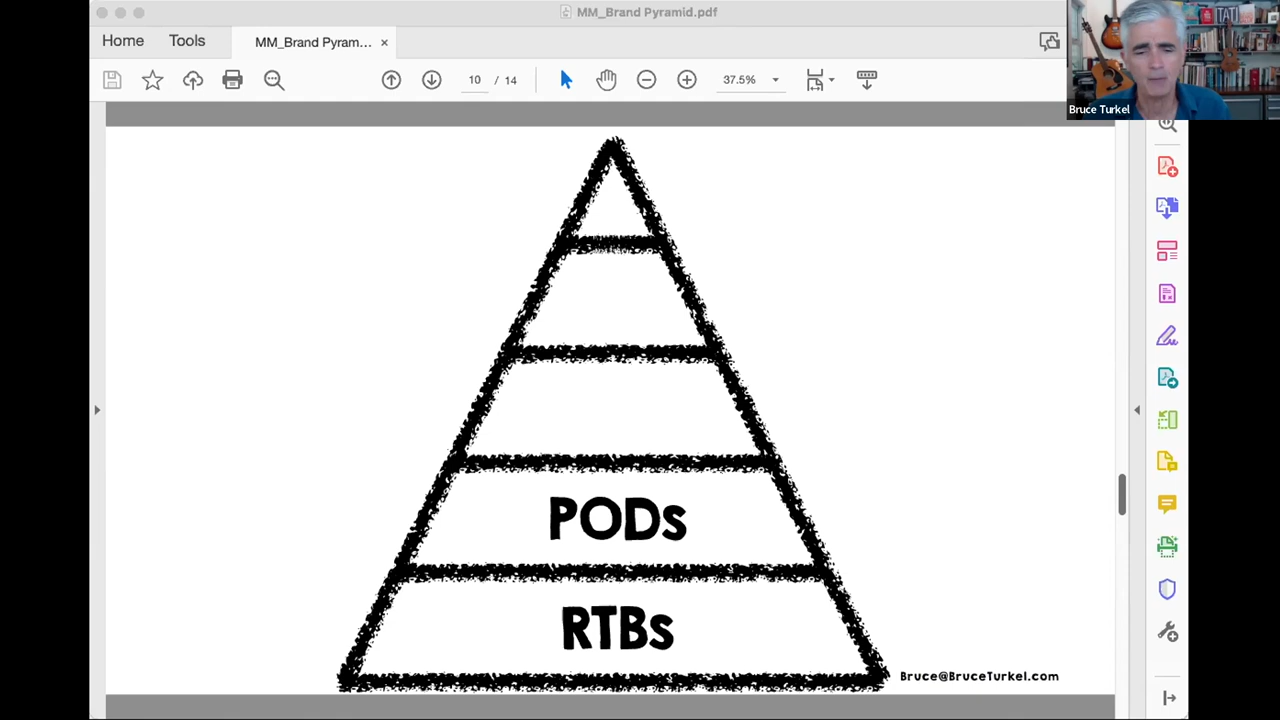 MM_Brand Pyramid.pdf
Home
Tools
MM_Brand Pyram... ×
10 / 14
37.5%
Bruce Turkel
PODs
RTBs
Bruce@BruceTurkel.com